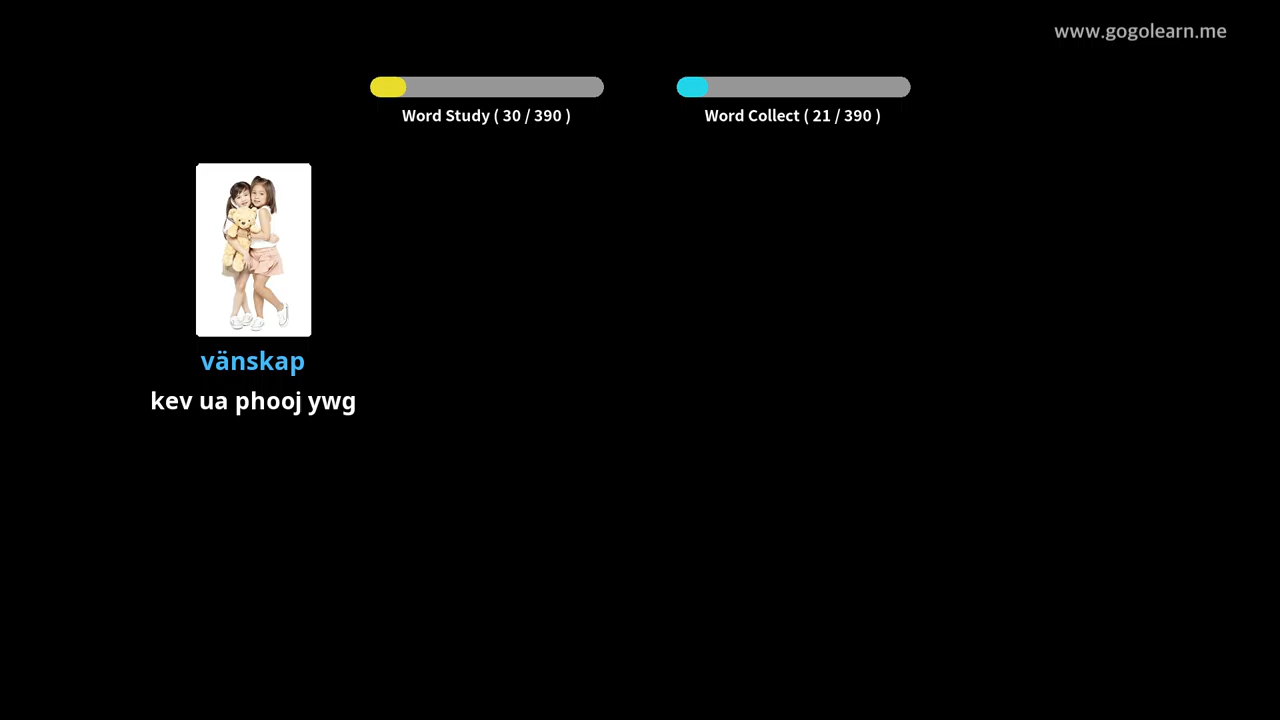 www.gogolearn.me
Word Study ( 30 / 390 )
Word Collect ( 21 / 390 )
vänskap
kev ua phooj ywg